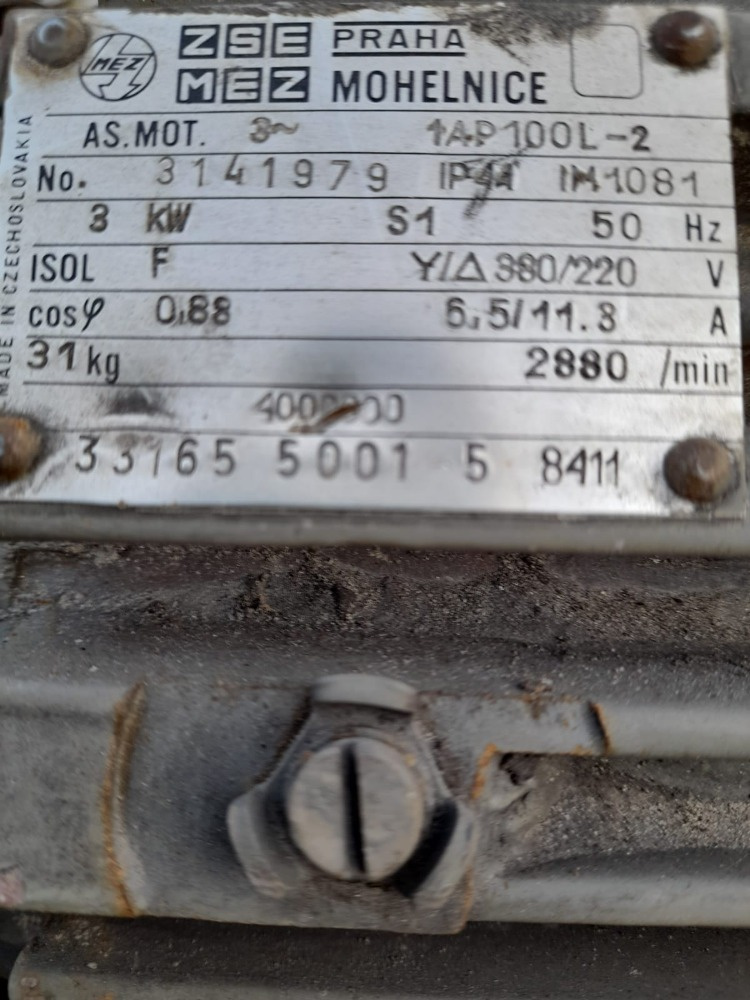 MEZ
ZSE PRAHA
MEZ MOHELNICE
AS.MOT. 3~ 1AP100L-2
No. 3141979 IP44 IM1081
3 KW S1 50 Hz
ISOL F Y/Δ 380/220 V
cosφ 0,88 6,5/11.3 A
31kg 2880 /min
33165 5001 5 8411
MADE IN CZECHOSLOVAKIA